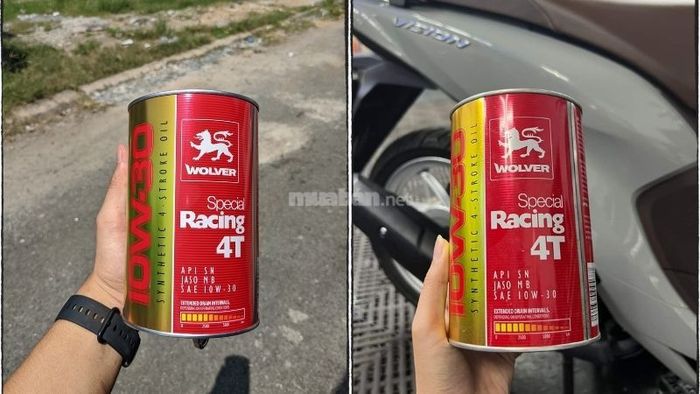 10W-30
SYNTHETIC 4-STROKE OIL
WOLVER
Special
Racing
4T
API SN
JASO MB
SAE 10W-30
EXTENDED DRAIN INTERVALS
muaban.net
VISION
10W-30
SYNTHETIC 4-STROKE OIL
WOLVER
Special
Racing
4T
API SN
JASO MB
SAE 10W-30
EXTENDED DRAIN INTERVALS